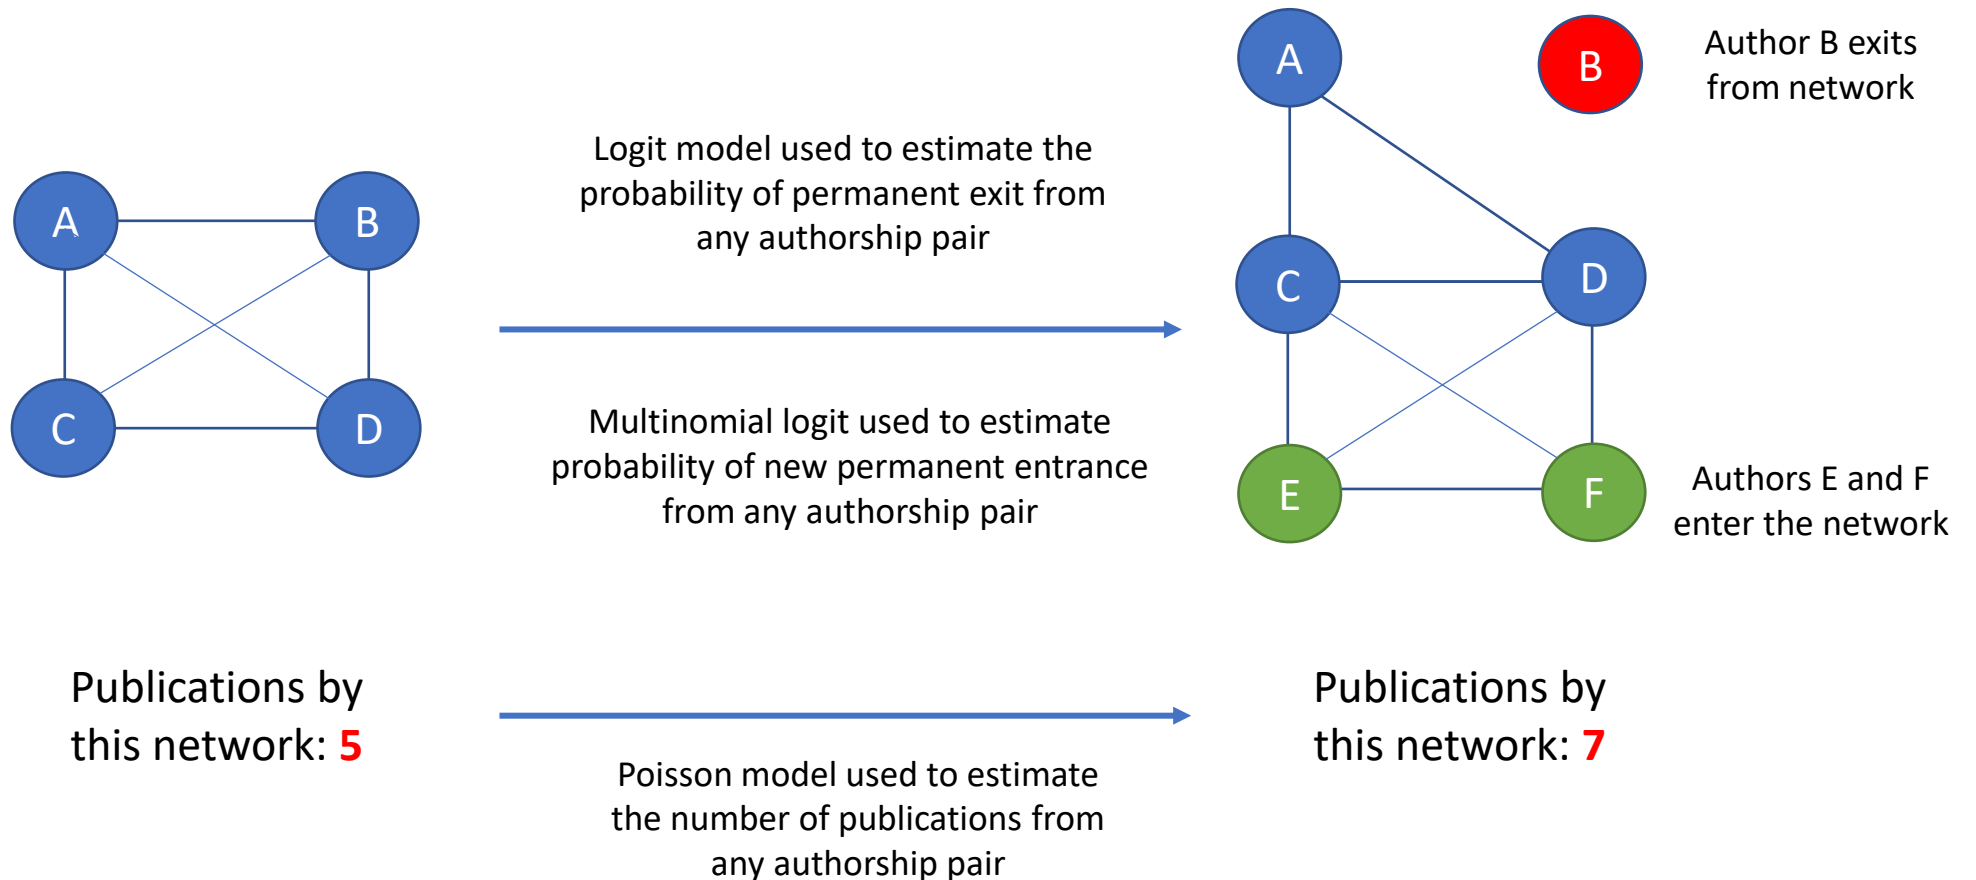 A
B
C
D
Logit model used to estimate the
probability of permanent exit from
any authorship pair
Multinomial logit used to estimate
probability of new permanent entrance
from any authorship pair
A
B
Author B exits
from network
C
D
E
F
Authors E and F
enter the network
Publications by
this network: 5
Poisson model used to estimate
the number of publications from
any authorship pair
Publications by
this network: 7